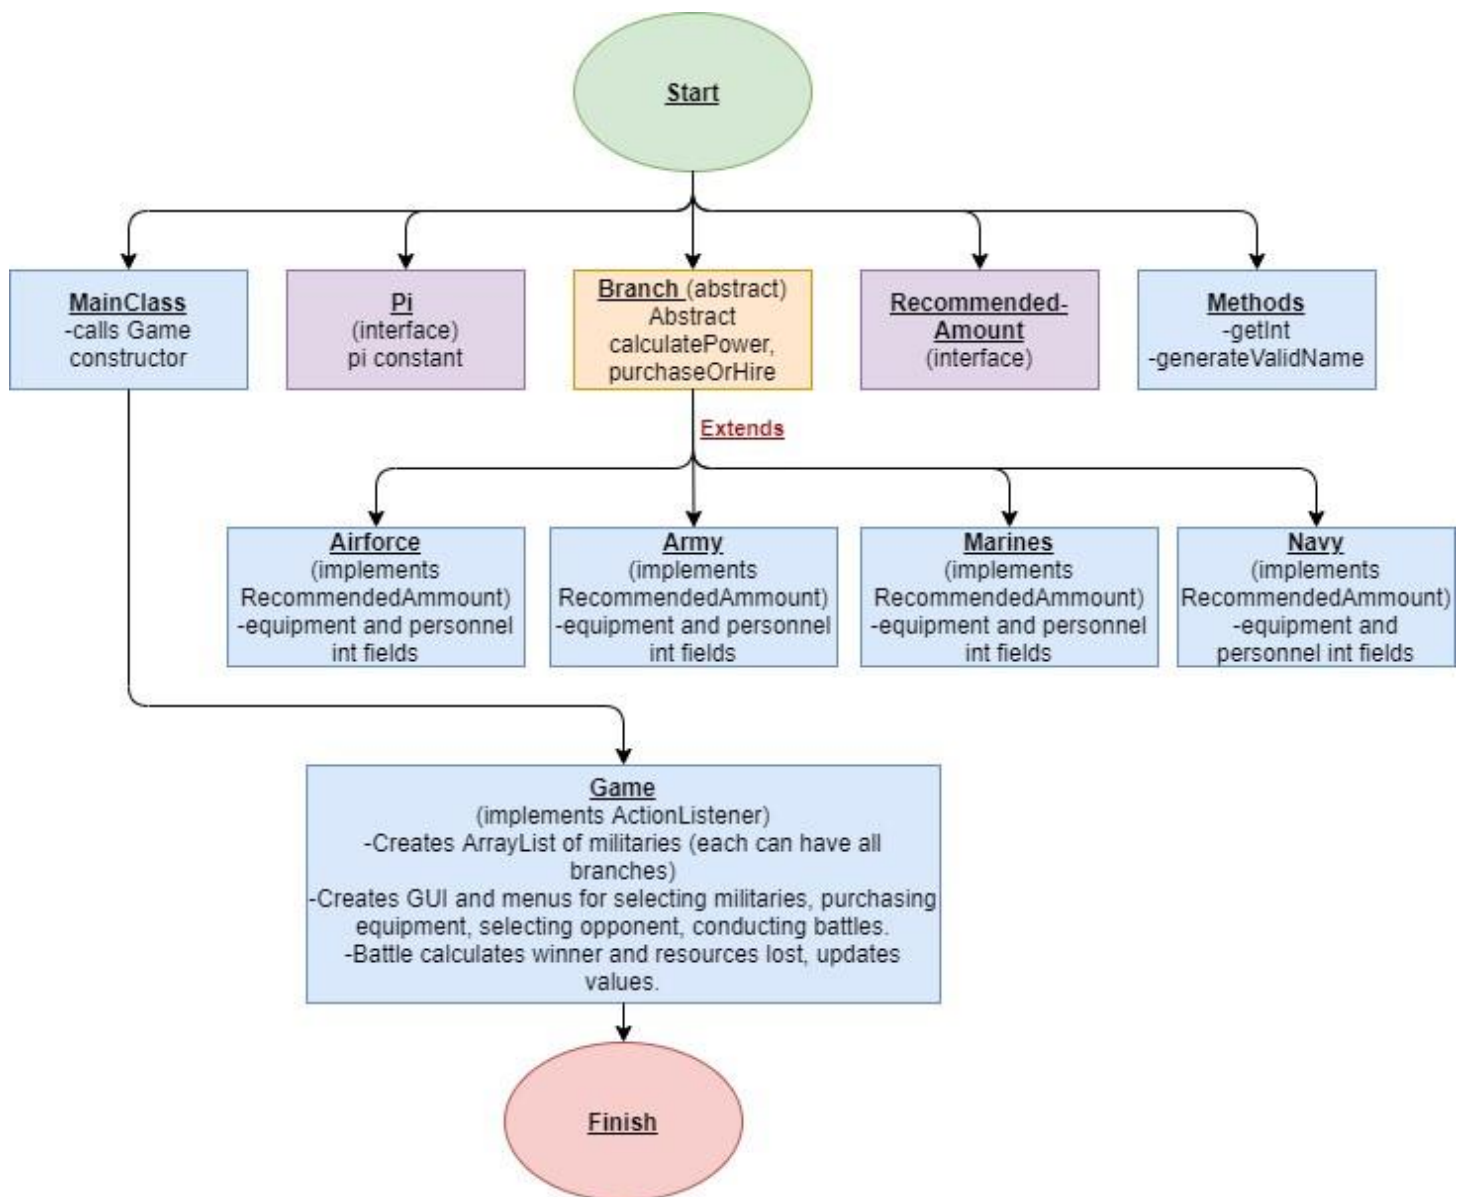 Start
MainClass
-calls Game
constructor
Pi
(interface)
pi constant
Branch (abstract)
Abstract
calculatePower,
purchaseOrHire
Recommended-
Amount
(interface)
Methods
-getInt
-generateValidName
Extends
Airforce
(implements
RecommendedAmmount)
-equipment and personnel
int fields
Army
(implements
RecommendedAmmount)
-equipment and personnel
int fields
Marines
(implements
RecommendedAmmount)
-equipment and personnel
int fields
Navy
(implements
RecommendedAmmount)
-equipment and
personnel int fields
Game
(implements ActionListener)
-Creates ArrayList of militaries (each can have all
branches)
-Creates GUI and menus for selecting militaries, purchasing
equipment, selecting opponent, conducting battles.
-Battle calculates winner and resources lost, updates
values.
Finish